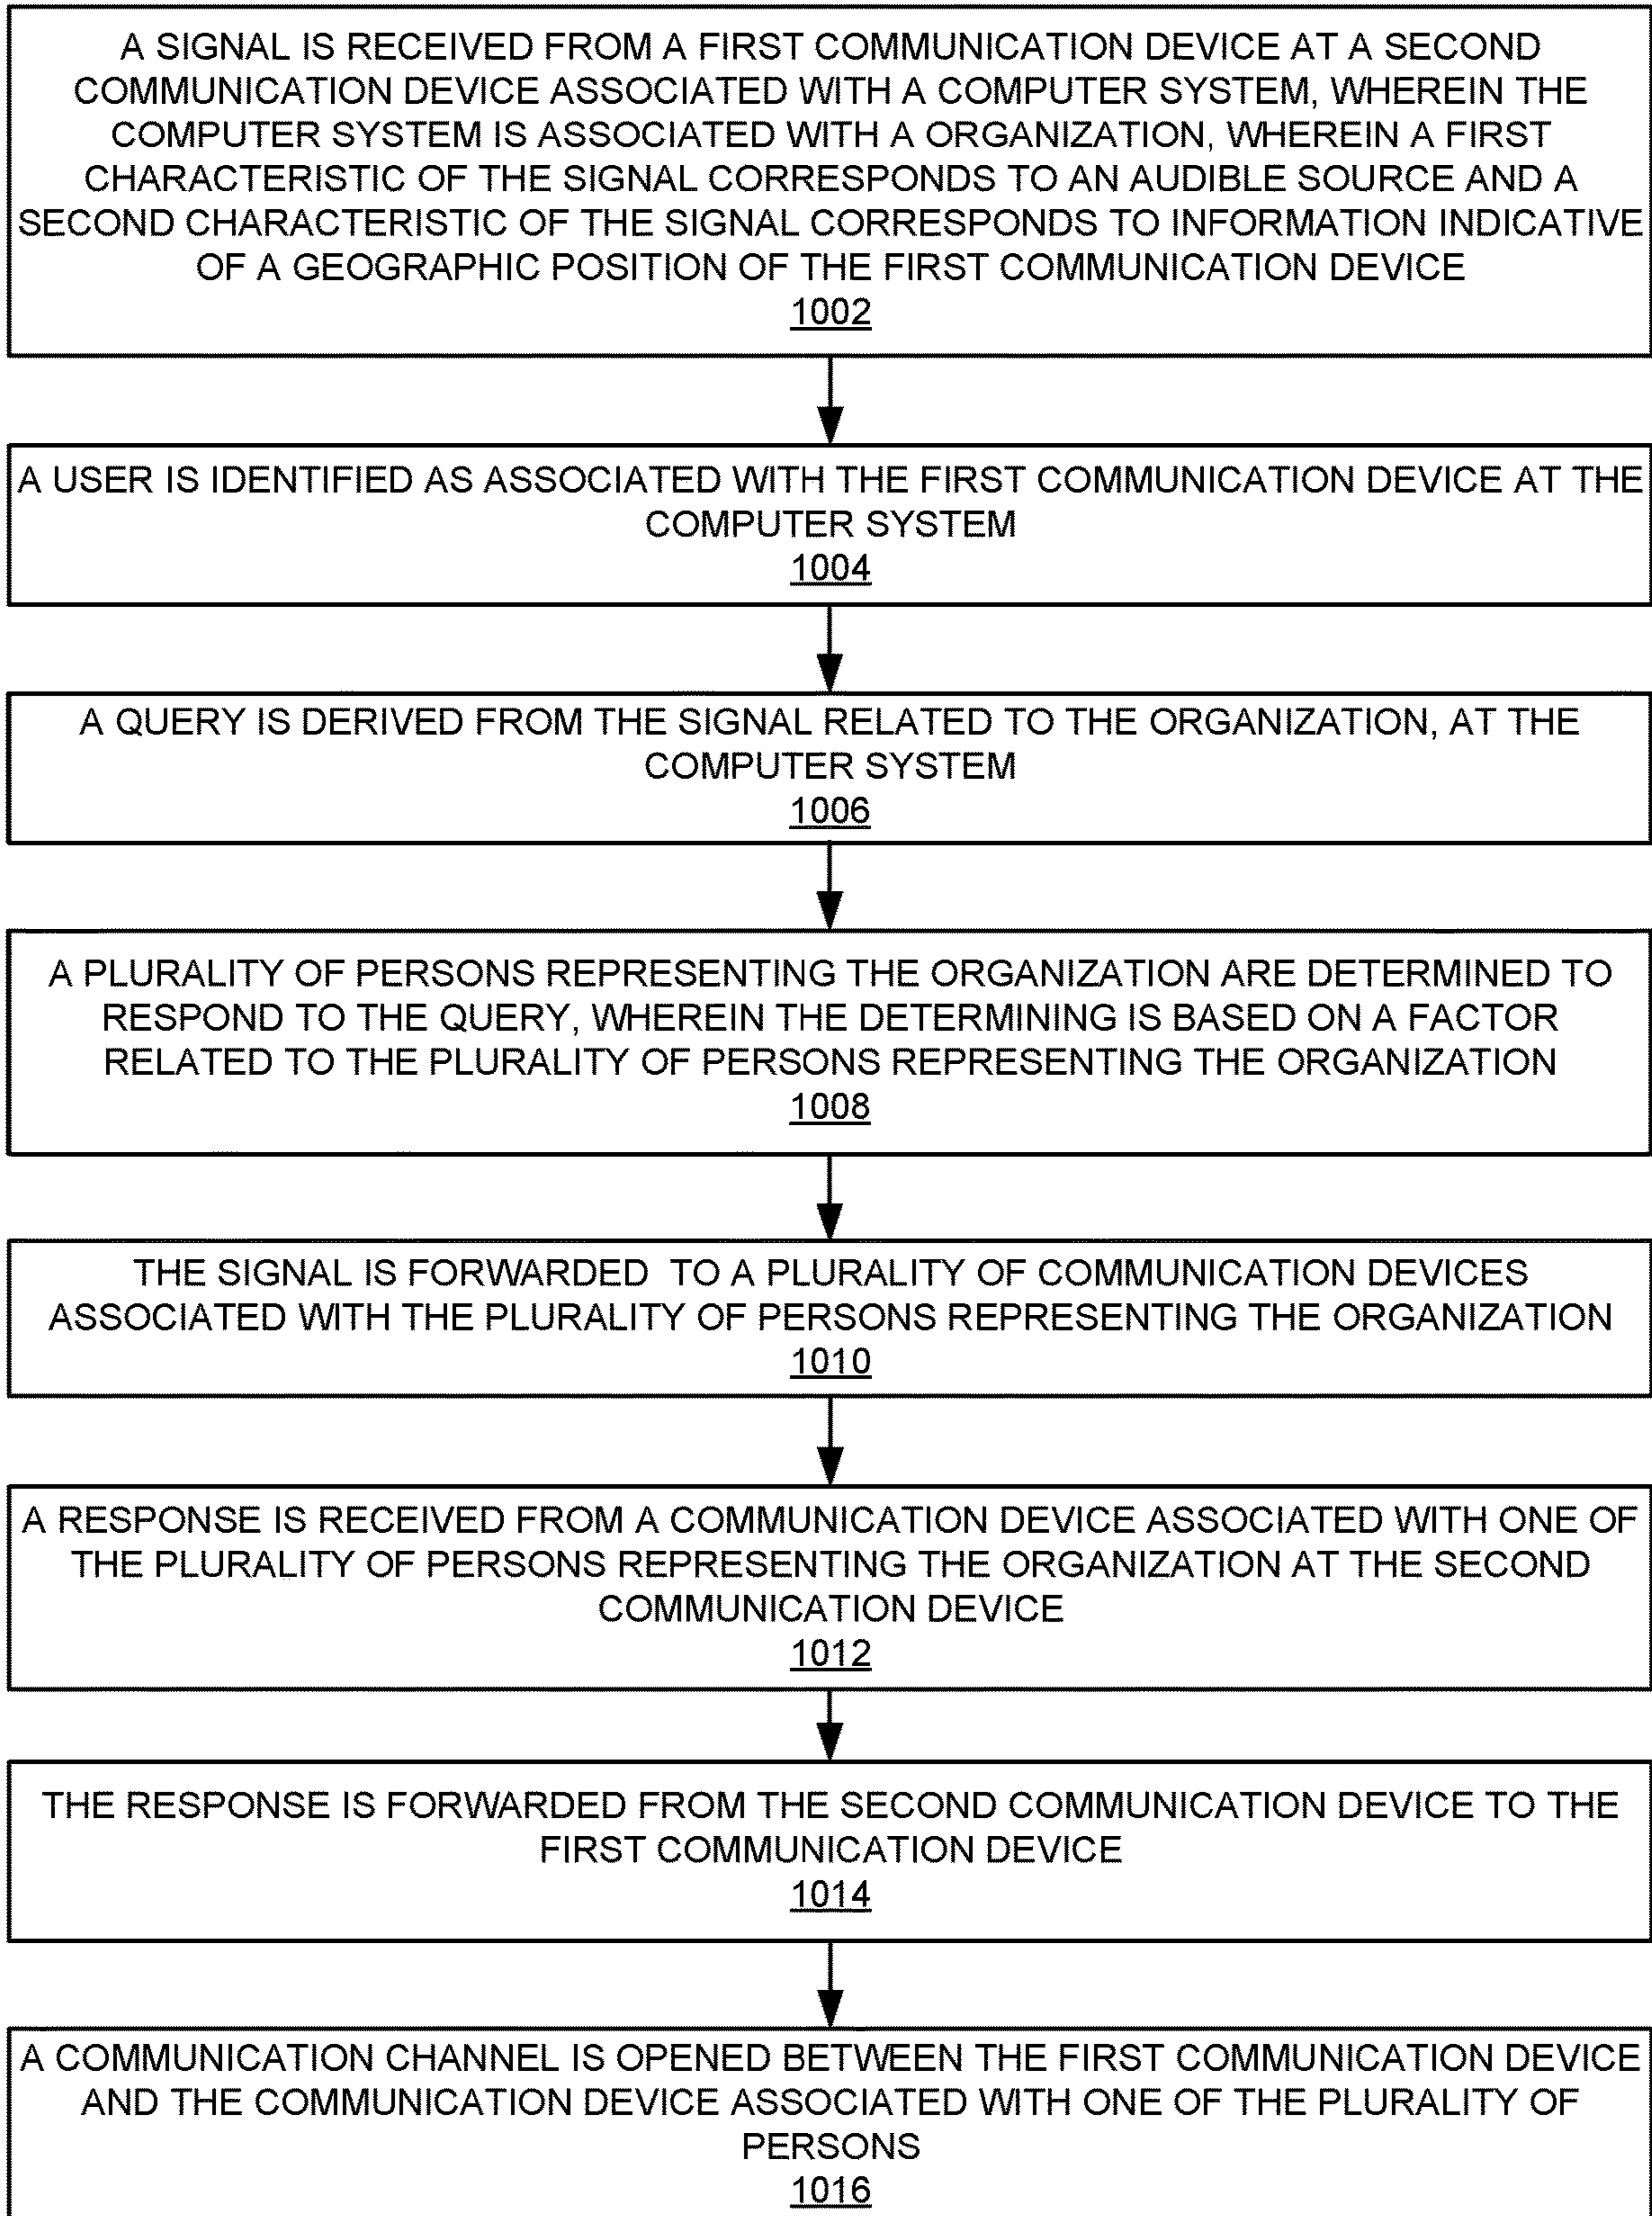 A SIGNAL IS RECEIVED FROM A FIRST COMMUNICATION DEVICE AT A SECOND
COMMUNICATION DEVICE ASSOCIATED WITH A COMPUTER SYSTEM, WHEREIN THE
COMPUTER SYSTEM IS ASSOCIATED WITH A ORGANIZATION, WHEREIN A FIRST
CHARACTERISTIC OF THE SIGNAL CORRESPONDS TO AN AUDIBLE SOURCE AND A
SECOND CHARACTERISTIC OF THE SIGNAL CORRESPONDS TO INFORMATION INDICATIVE
OF A GEOGRAPHIC POSITION OF THE FIRST COMMUNICATION DEVICE
1002
A USER IS IDENTIFIED AS ASSOCIATED WITH THE FIRST COMMUNICATION DEVICE AT THE
COMPUTER SYSTEM
1004
A QUERY IS DERIVED FROM THE SIGNAL RELATED TO THE ORGANIZATION, AT THE
COMPUTER SYSTEM
1006
A PLURALITY OF PERSONS REPRESENTING THE ORGANIZATION ARE DETERMINED TO
RESPOND TO THE QUERY, WHEREIN THE DETERMINING IS BASED ON A FACTOR
RELATED TO THE PLURALITY OF PERSONS REPRESENTING THE ORGANIZATION
1008
THE SIGNAL IS FORWARDED TO A PLURALITY OF COMMUNICATION DEVICES
ASSOCIATED WITH THE PLURALITY OF PERSONS REPRESENTING THE ORGANIZATION
1010
A RESPONSE IS RECEIVED FROM A COMMUNICATION DEVICE ASSOCIATED WITH ONE OF
THE PLURALITY OF PERSONS REPRESENTING THE ORGANIZATION AT THE SECOND
COMMUNICATION DEVICE
1012
THE RESPONSE IS FORWARDED FROM THE SECOND COMMUNICATION DEVICE TO THE
FIRST COMMUNICATION DEVICE
1014
A COMMUNICATION CHANNEL IS OPENED BETWEEN THE FIRST COMMUNICATION DEVICE
AND THE COMMUNICATION DEVICE ASSOCIATED WITH ONE OF THE PLURALITY OF
PERSONS
1016